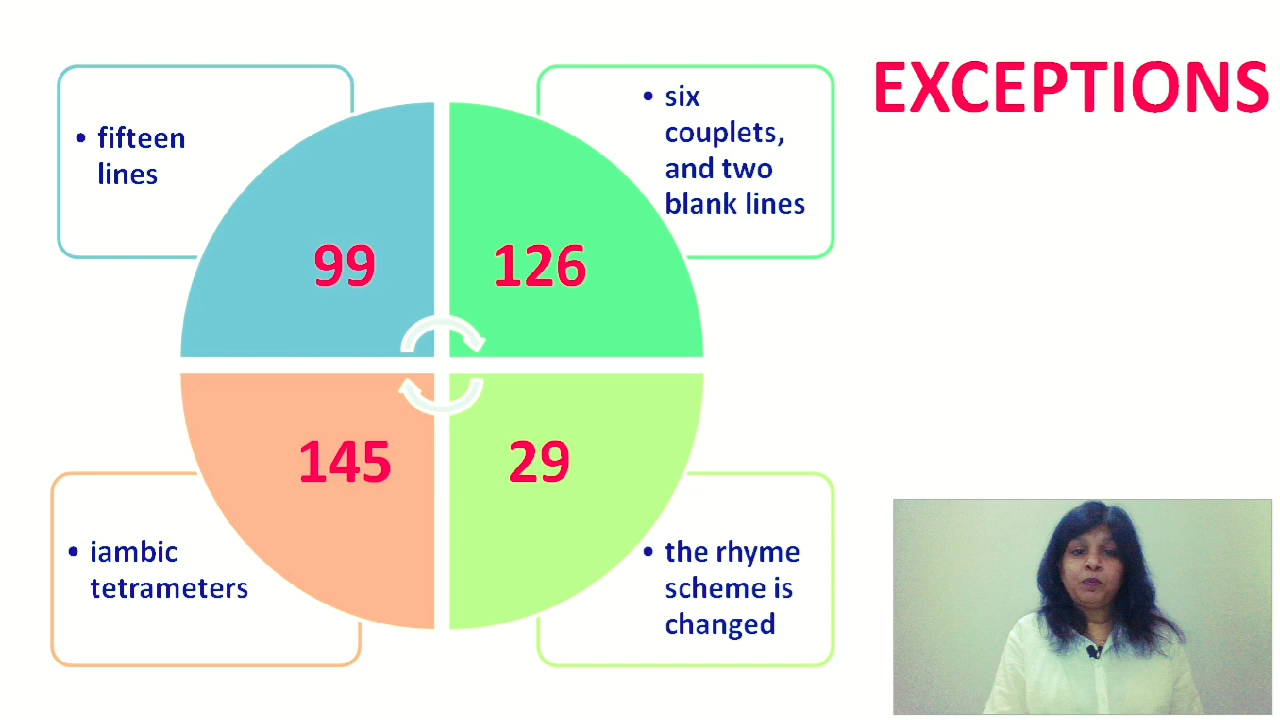 EXCEPTIONS
• fifteen
lines
• six
couplets,
and two
blank lines
99
126
145
29
• iambic
tetrameters
• the rhyme
scheme is
changed